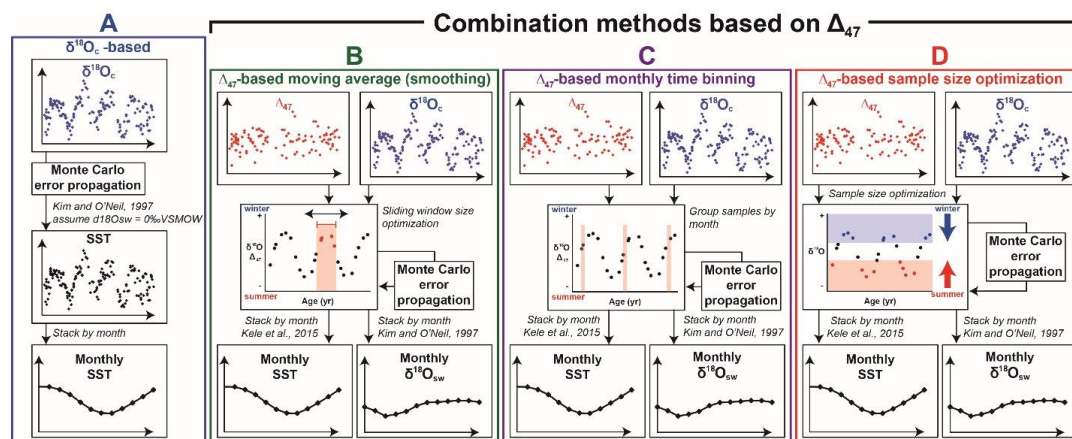 Combination methods based on Δ47
A
δ18Oc -based
δ18Oc
Monte Carlo
error propagation
Kim and O'Neil, 1997
assume d18Osw = 0‰VSMOW
SST
Stack by month
Monthly
SST
B
Δ47-based moving average (smoothing)
Δ47
δ18Oc
Sliding window size
optimization
winter
+
δ18O
Δ47
-
summer
Age (yr)
Monte Carlo
error
propagation
Stack by month
Kele et al., 2015
Stack by month
Kim and O'Neil, 1997
Monthly
SST
Monthly
δ18Osw
C
Δ47-based monthly time binning
Δ47
δ18Oc
Group samples by
month
winter
+
δ18O
Δ47
-
summer
Age (yr)
Monte Carlo
error
propagation
Stack by month
Kele et al., 2015
Stack by month
Kim and O'Neil, 1997
Monthly
SST
Monthly
δ18Osw
D
Δ47-based sample size optimization
Δ47
δ18Oc
Sample size optimization
+
winter
δ18O
-
summer
Age (yr)
Monte Carlo
error
propagation
Stack by month
Kele et al., 2015
Stack by month
Kim and O'Neil, 1997
Monthly
SST
Monthly
δ18Osw